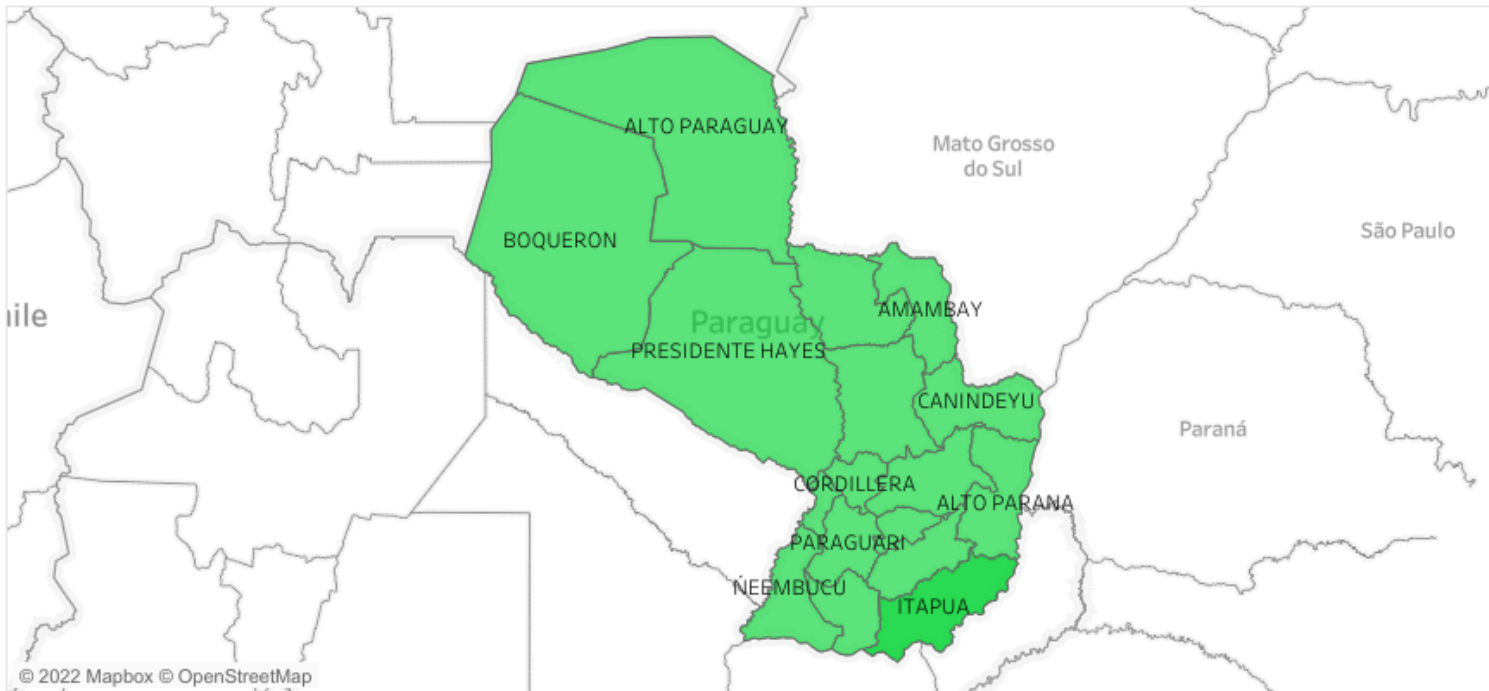 ALTO PARAGUAY
Mato Grosso
do Sul
BOQUERON
São Paulo
AMAMBAY
ile
Paraguay
PRESIDENTE HAYES
CANINDEYU
Paraná
CORDILLERA
ALTO PARANA
PARAGUARI
ÑEEMBUCU
ITAPUA
© 2022 Mapbox © OpenStreetMap